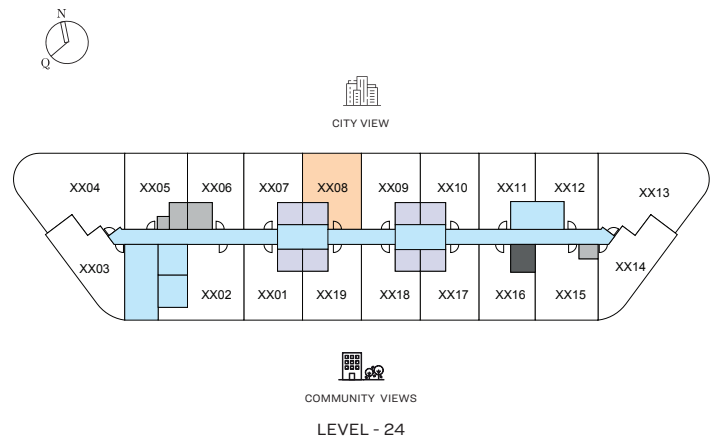 N
Q
CITY VIEW
XX04 XX05 XX06 XX07 XX08 XX09 XX10 XX11 XX12 XX13
XX03 XX14
XX02 XX01 XX19 XX18 XX17 XX16 XX15
COMMUNITY VIEWS
LEVEL - 24